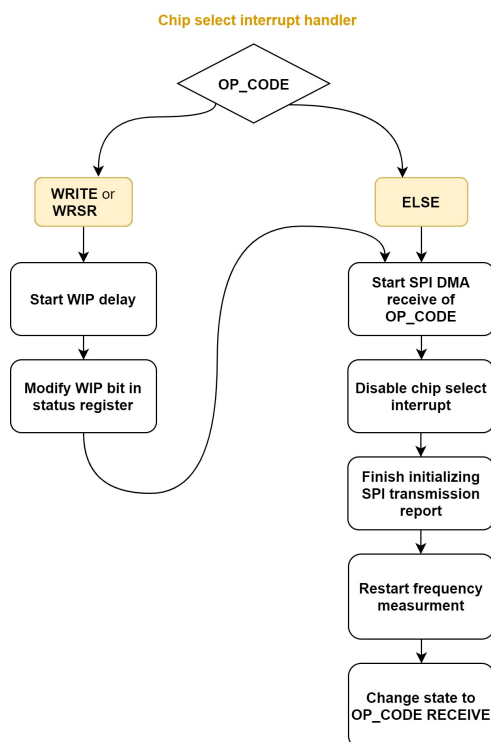 Chip select interrupt handler
OP_CODE
WRITE or
WRSR
ELSE
Start WIP delay
Start SPI DMA
receive of
OP_CODE
Modify WIP bit in
status register
Disable chip select
interrupt
Finish initializing
SPI transmission
report
Restart frequency
measurment
Change state to
OP_CODE RECEIVE